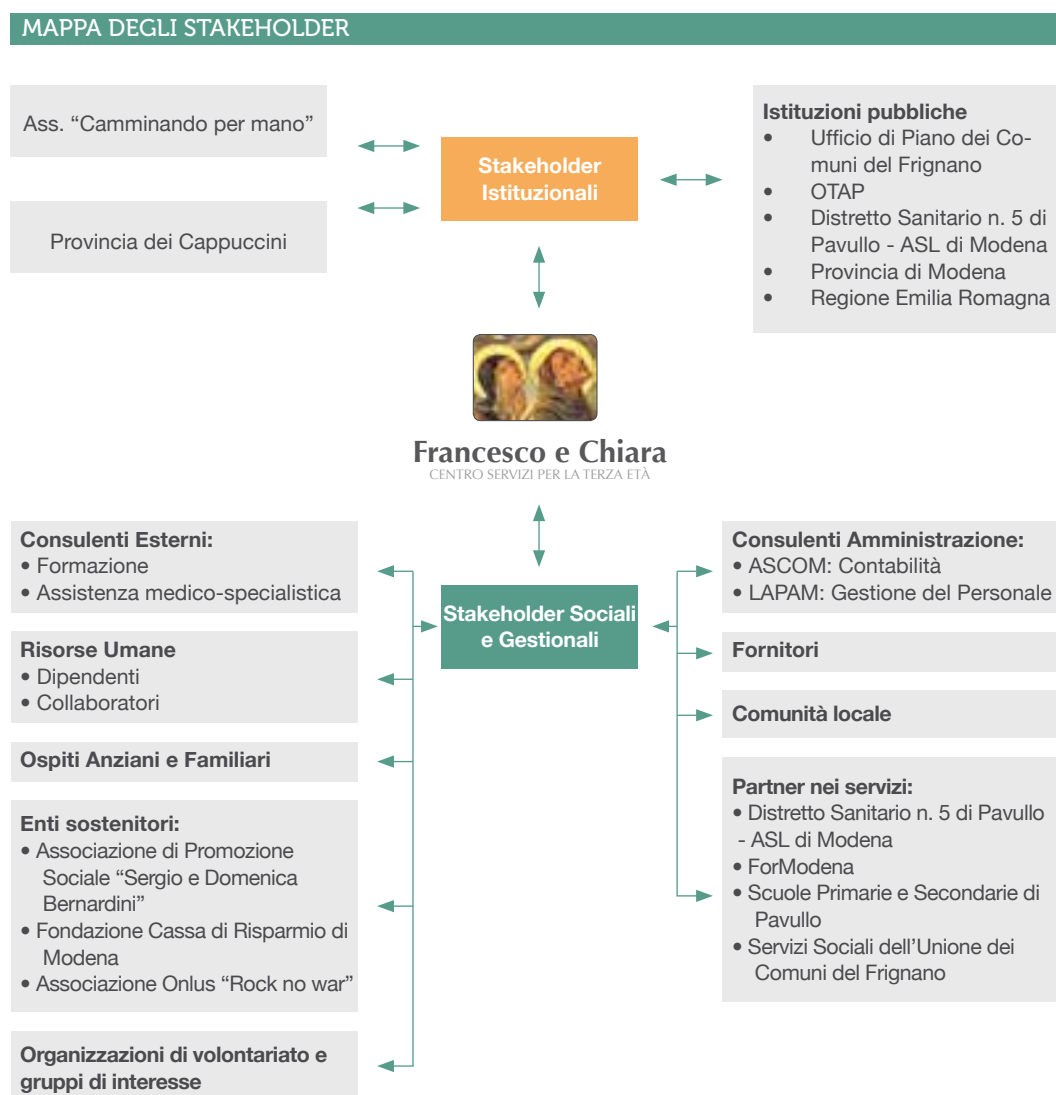 MAPPA DEGLI STAKEHOLDER
Ass. “Camminando per mano”
Provincia dei Cappuccini
Stakeholder
Istituzionali
Istituzioni pubbliche
• Ufficio di Piano dei Co-
muni del Frignano
• OTAP
• Distretto Sanitario n. 5 di
Pavullo - ASL di Modena
• Provincia di Modena
• Regione Emilia Romagna
Francesco e Chiara
CENTRO SERVIZI PER LA TERZA ETÀ
Consulenti Esterni:
• Formazione
• Assistenza medico-specialistica
Risorse Umane
• Dipendenti
• Collaboratori
Ospiti Anziani e Familiari
Enti sostenitori:
• Associazione di Promozione
Sociale “Sergio e Domenica
Bernardini”
• Fondazione Cassa di Risparmio di
Modena
• Associazione Onlus “Rock no war”
Organizzazioni di volontariato e
gruppi di interesse
Stakeholder Sociali
e Gestionali
Consulenti Amministrazione:
• ASCOM: Contabilità
• LAPAM: Gestione del Personale
Fornitori
Comunità locale
Partner nei servizi:
• Distretto Sanitario n. 5 di Pavullo
- ASL di Modena
• ForModena
• Scuole Primarie e Secondarie di
Pavullo
• Servizi Sociali dell’Unione dei
Comuni del Frignano